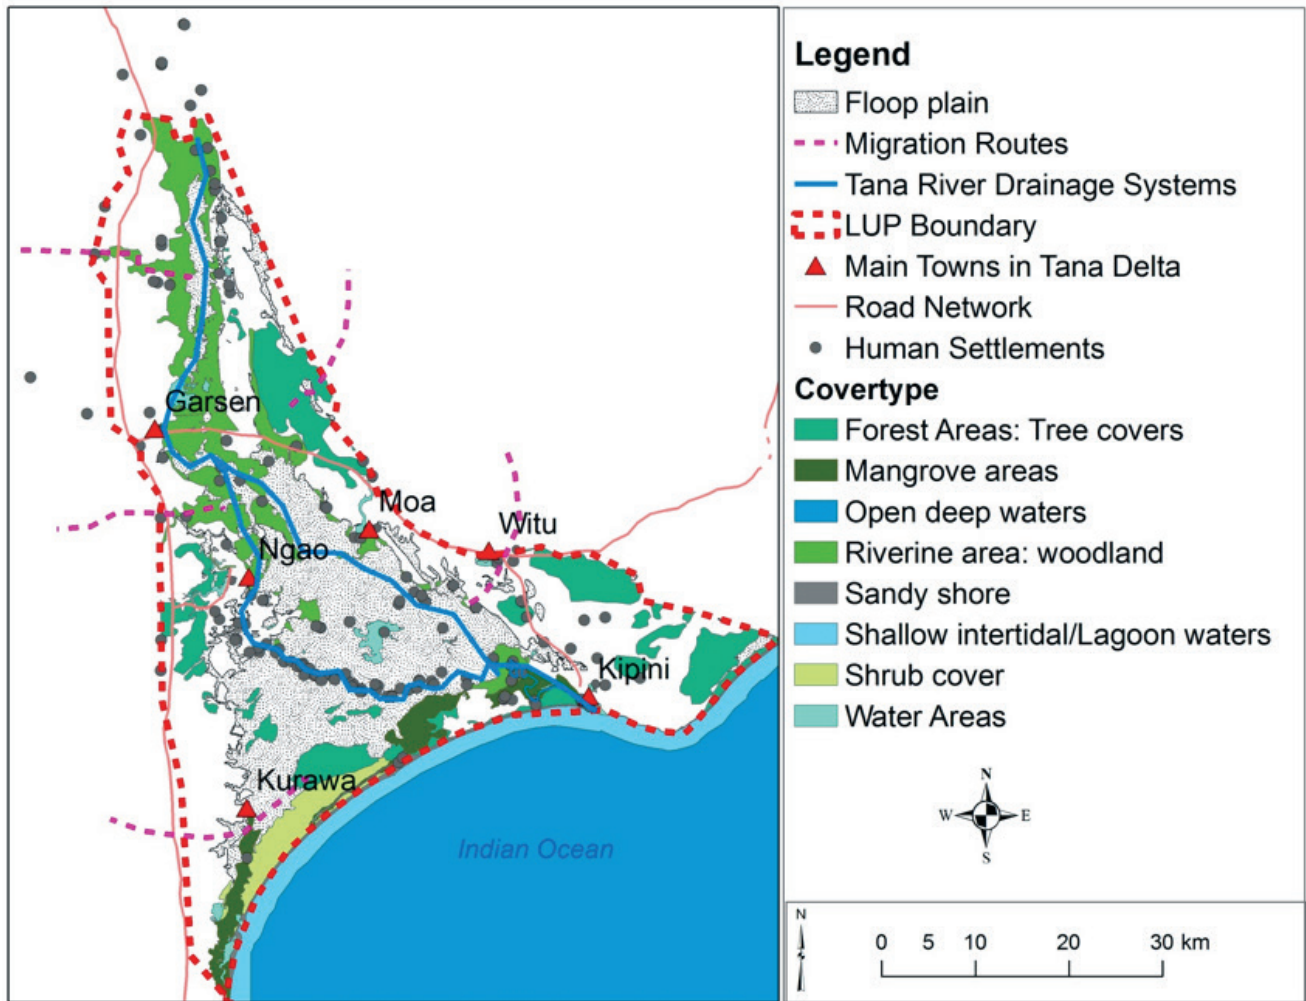 Garsen
Moa
Witu
Ngao
Kipini
Kurawa
Indian Ocean
Legend
Floop plain
Migration Routes
Tana River Drainage Systems
LUP Boundary
Main Towns in Tana Delta
Road Network
Human Settlements
Covertype
Forest Areas: Tree covers
Mangrove areas
Open deep waters
Riverine area: woodland
Sandy shore
Shallow intertidal/Lagoon waters
Shrub cover
Water Areas
N
W E
S
N
0 5 10 20 30 km